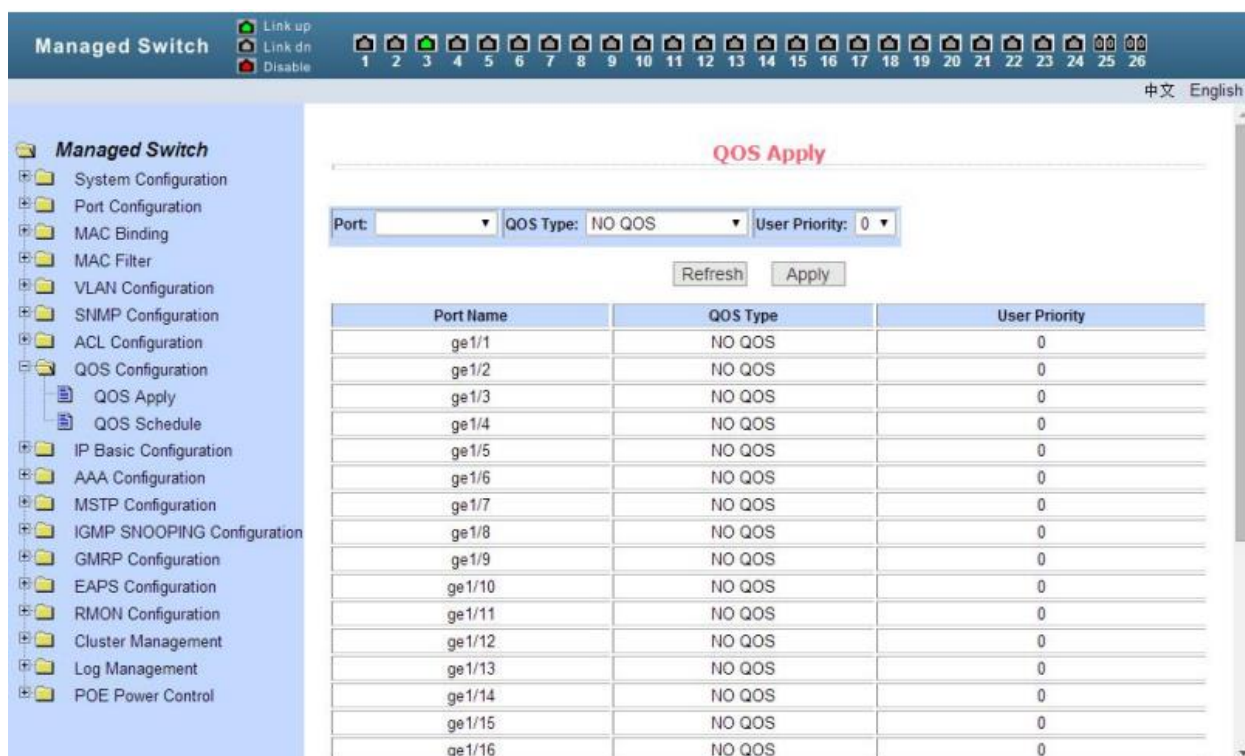 Managed Switch
Link up
Link dn
Disable
1 2 3 4 5 6 7 8 9 10 11 12 13 14 15 16 17 18 19 20 21 22 23 24 25 26
中文 English
Managed Switch
System Configuration
Port Configuration
MAC Binding
MAC Filter
VLAN Configuration
SNMP Configuration
ACL Configuration
QOS Configuration
QOS Apply
QOS Schedule
IP Basic Configuration
AAA Configuration
MSTP Configuration
IGMP SNOOPING Configuration
GMRP Configuration
EAPS Configuration
RMON Configuration
Cluster Management
Log Management
POE Power Control
QOS Apply
Port: QOS Type: NO QOS User Priority: 0
Refresh Apply
Port Name QOS Type User Priority
ge1/1 NO QOS 0
ge1/2 NO QOS 0
ge1/3 NO QOS 0
ge1/4 NO QOS 0
ge1/5 NO QOS 0
ge1/6 NO QOS 0
ge1/7 NO QOS 0
ge1/8 NO QOS 0
ge1/9 NO QOS 0
ge1/10 NO QOS 0
ge1/11 NO QOS 0
ge1/12 NO QOS 0
ge1/13 NO QOS 0
ge1/14 NO QOS 0
ge1/15 NO QOS 0
ge1/16 NO QOS 0